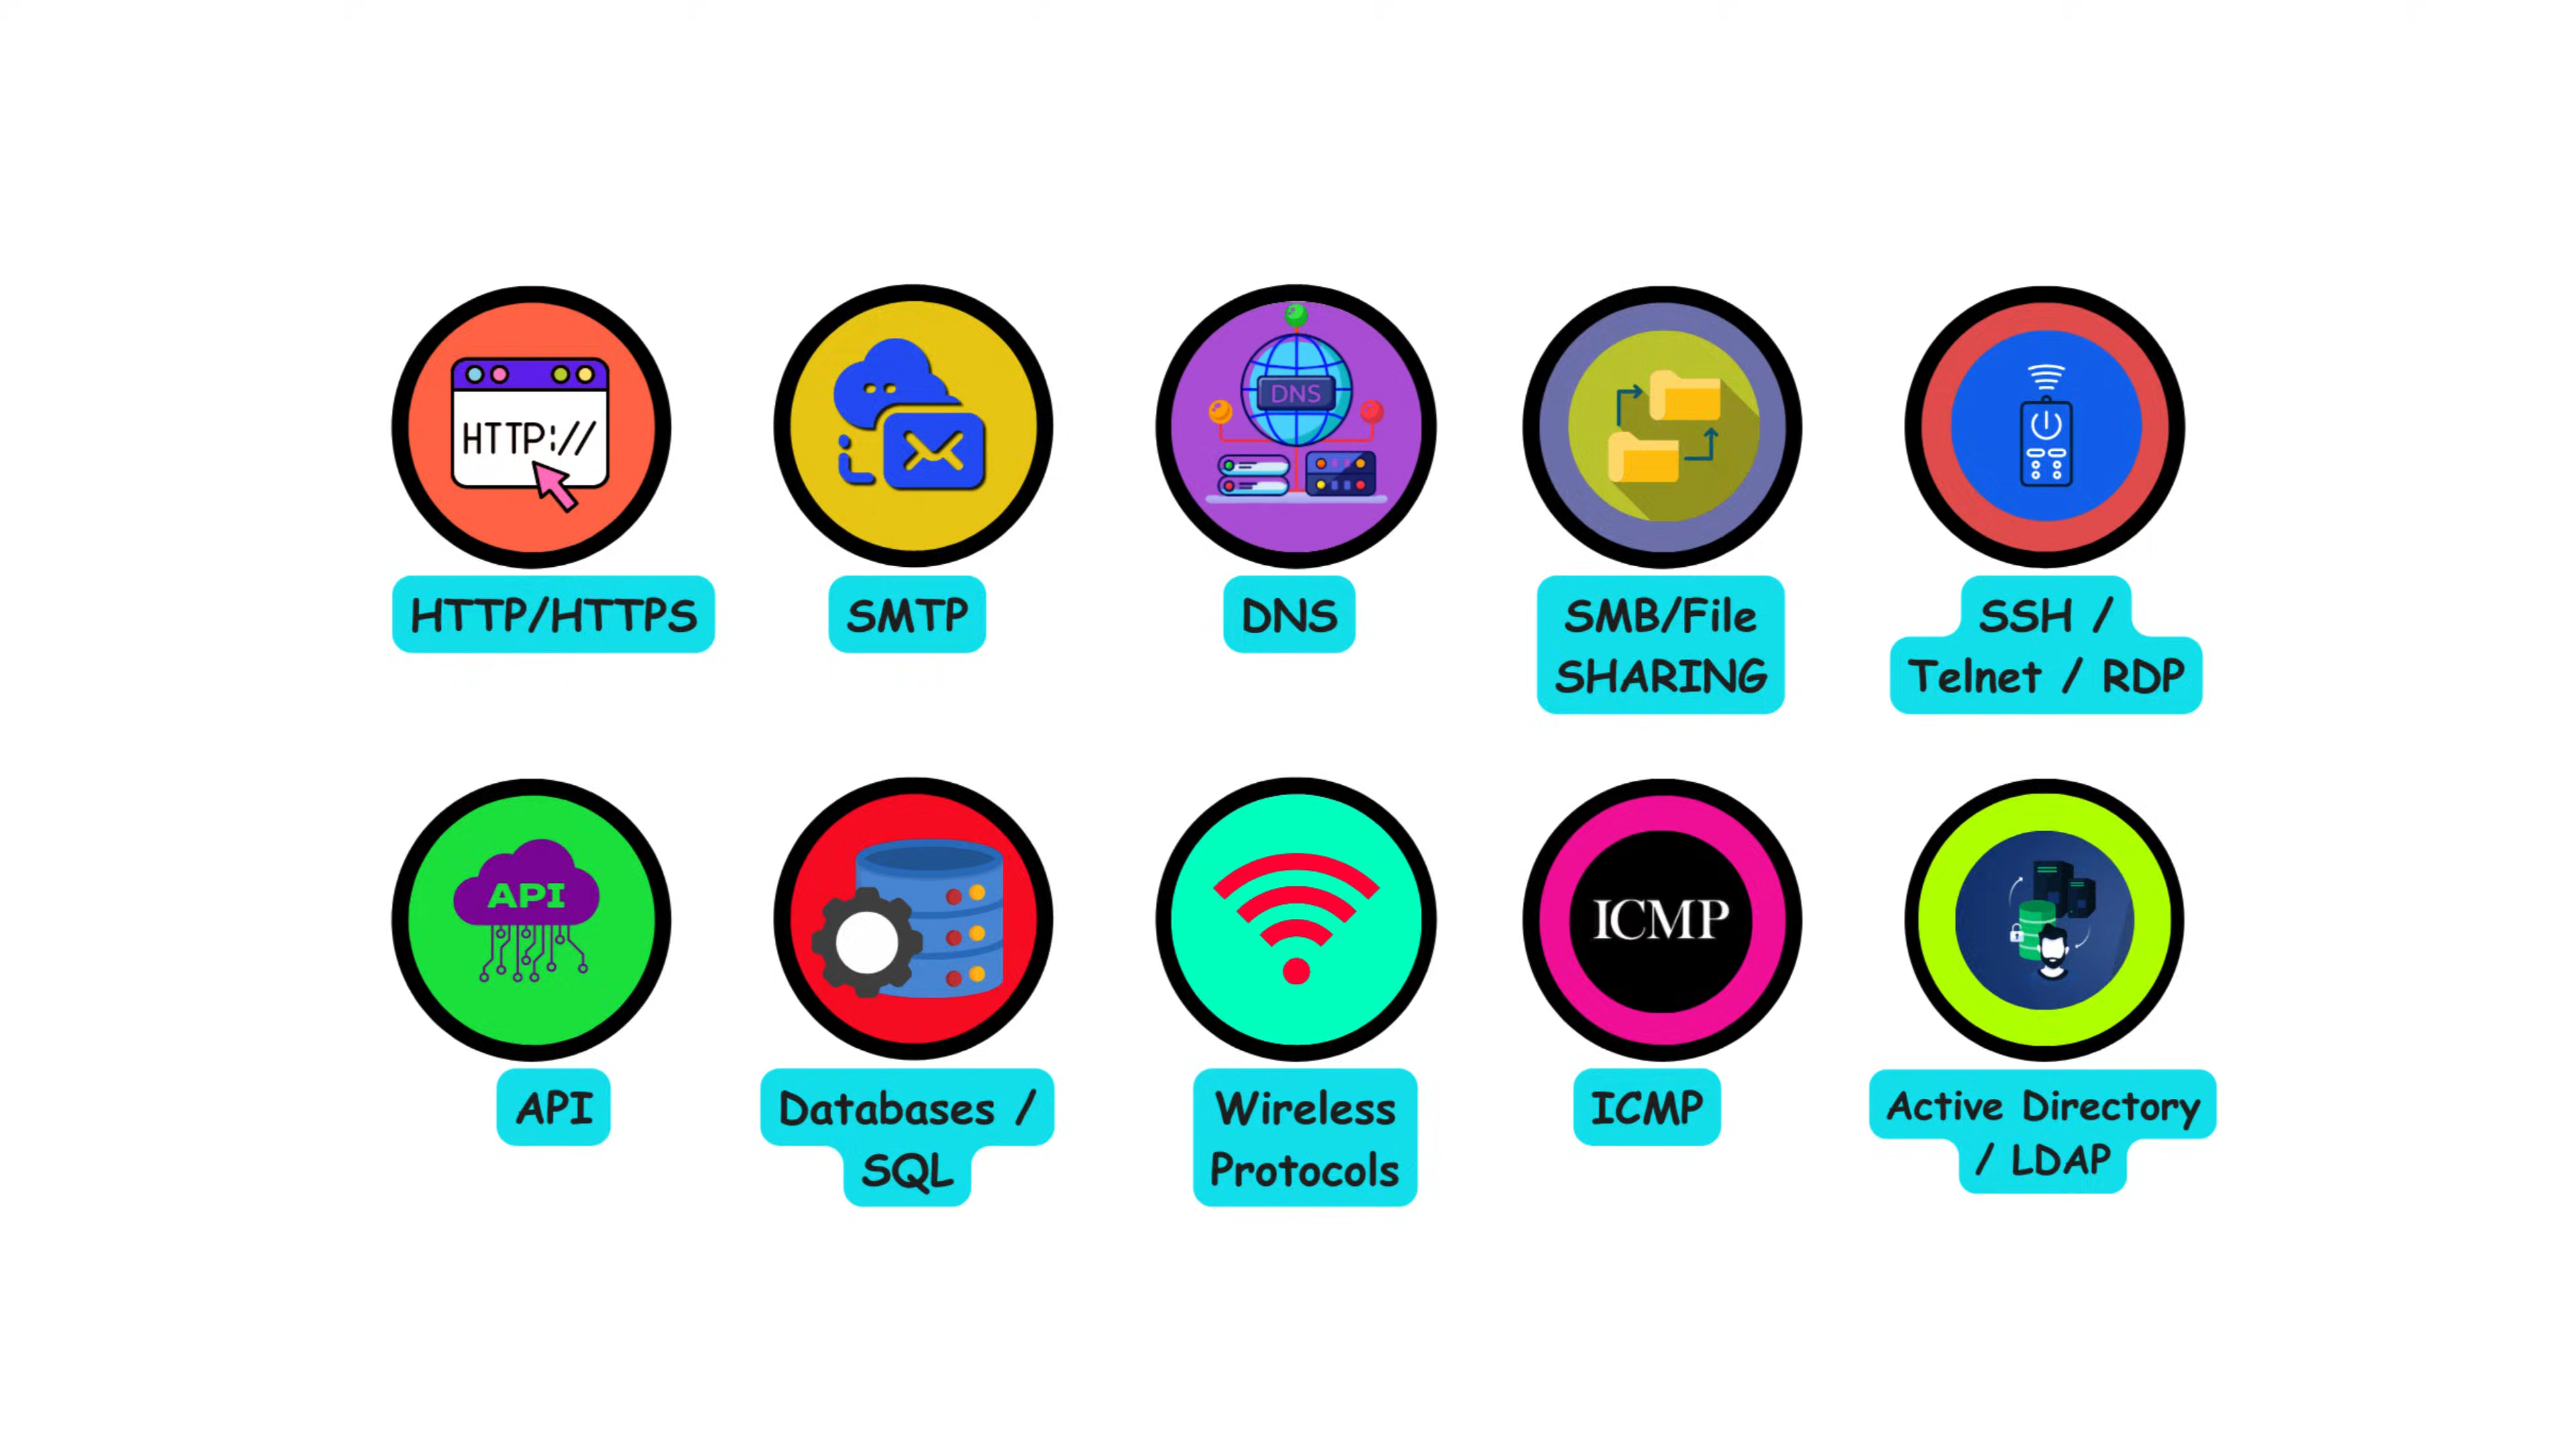 HTTP://
DNS
HTTP/HTTPS
SMTP
DNS
SMB/File
SHARING
SSH /
Telnet / RDP
API
ICMP
API
Databases /
SQL
Wireless
Protocols
ICMP
Active Directory
/ LDAP